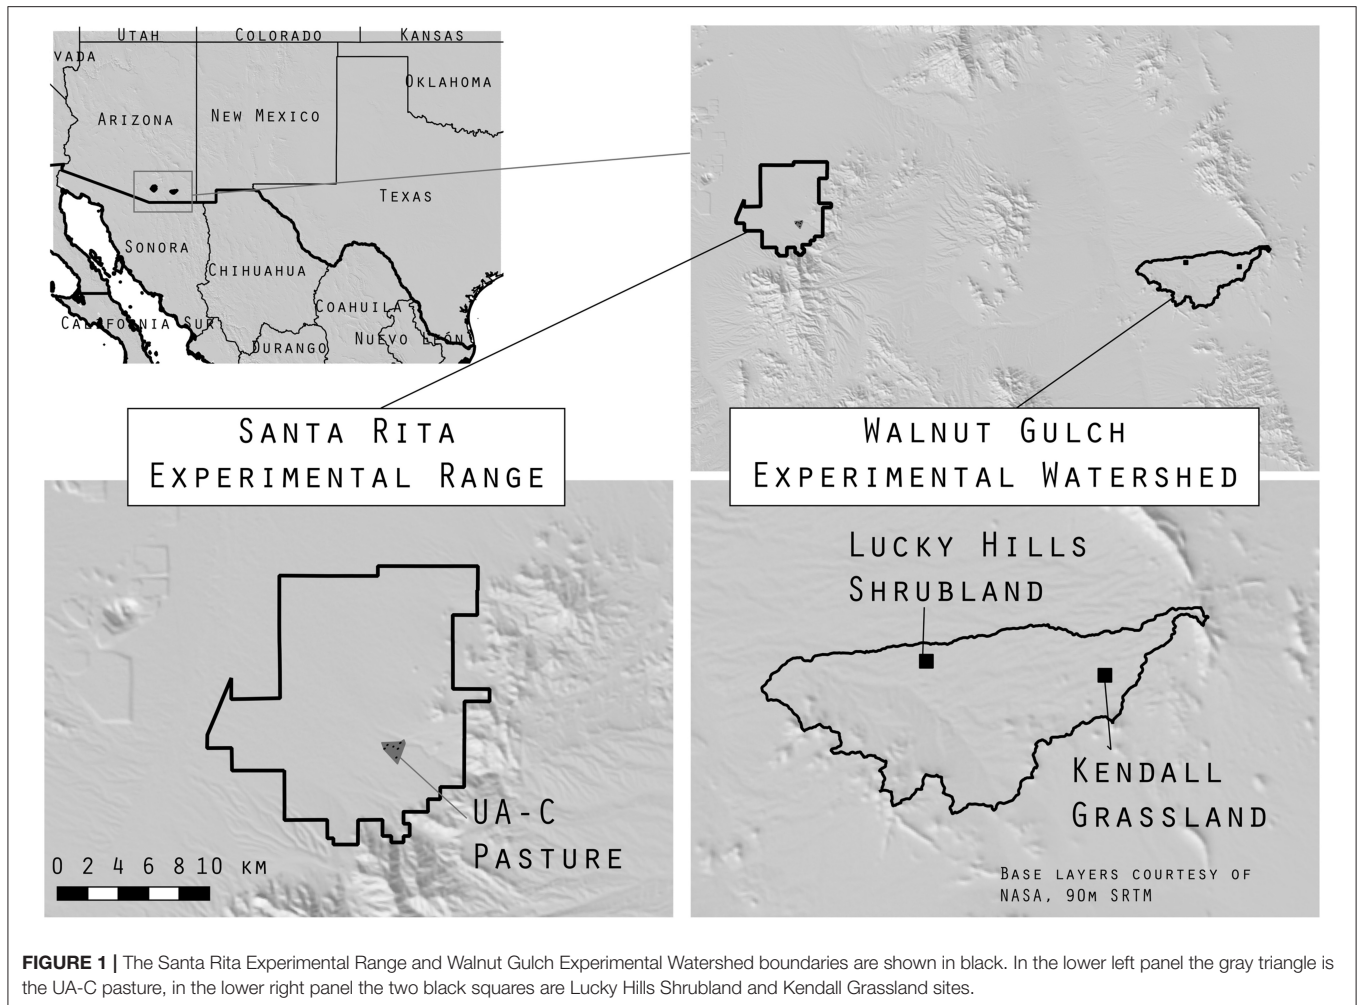 UTAH COLORADO KANSAS
VADA
OKLAHOMA
ARIZONA NEW MEXICO
TEXAS
SONORA
CHIHUAHUA
COAHUILA
CALIFORNIA SUR
DURANGO
NUEVO LEÓN
SANTA RITA
EXPERIMENTAL RANGE
WALNUT GULCH
EXPERIMENTAL WATERSHED
UA-C
PASTURE
0 2 4 6 8 10 KM
LUCKY HILLS
SHRUBLAND
KENDALL
GRASSLAND
BASE LAYERS COURTESY OF
NASA, 90M SRTM
FIGURE 1 | The Santa Rita Experimental Range and Walnut Gulch Experimental Watershed boundaries are shown in black. In the lower left panel the gray triangle is
the UA-C pasture, in the lower right panel the two black squares are Lucky Hills Shrubland and Kendall Grassland sites.